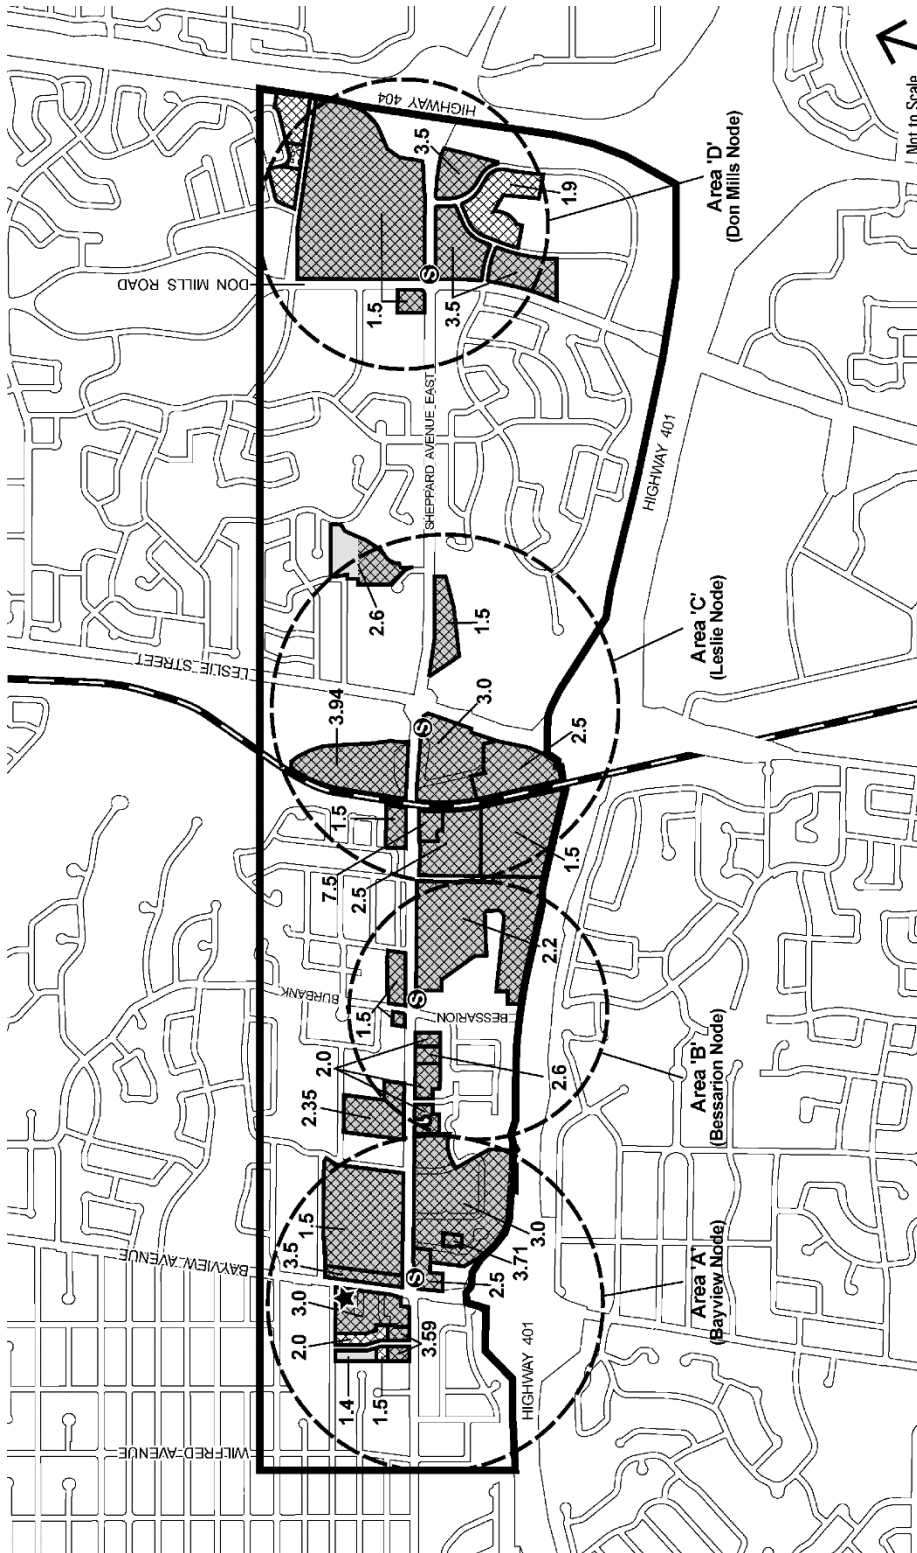 Not to Scale
HIGHWAY 404
3.5
1.9
Area 'D'
(Don Mills Node)
DON MILLS ROAD
S
1.5
3.5
SHEPPARD AVENUE EAST
HIGHWAY 401
2.6
1.5
LESLIE STREET
Area 'C'
(Leslie Node)
3.94
S
3.0
2.5
1.5
7.5
2.5
1.5
2.2
BURBANK
1.5
S
BESSARION
2.0
2.6
2.35
Area 'B'
(Bessarion Node)
BAYVIEW AVENUE
1.5
3.5
3.0
S
2.5
3.71
3.0
2.0
3.59
1.4
1.5
Area 'A'
(Bayview Node)
HIGHWAY 401
WILFRED AVENUE